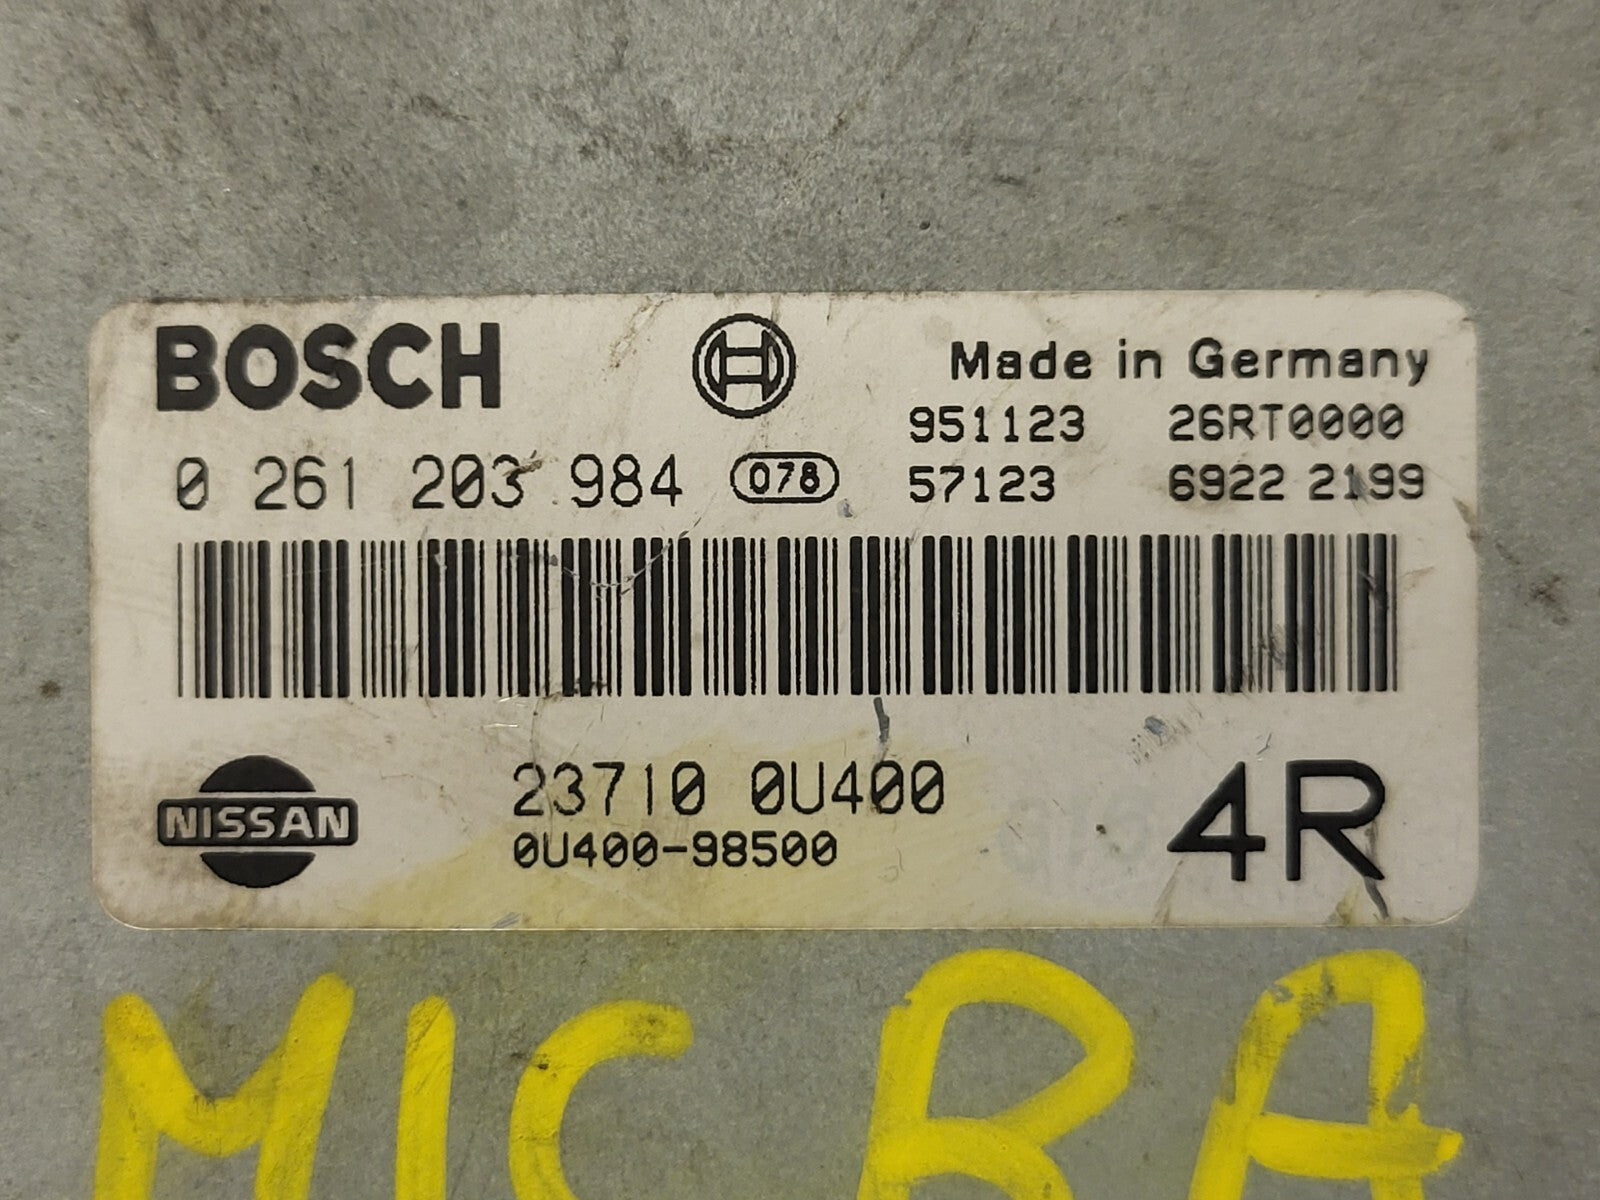 BOSCH
Made in Germany
951123 26RT0000
0 261 203 984 078 57123 6922 2199
NISSAN
23710 0U400
0U400-98500
4R
MIC RA